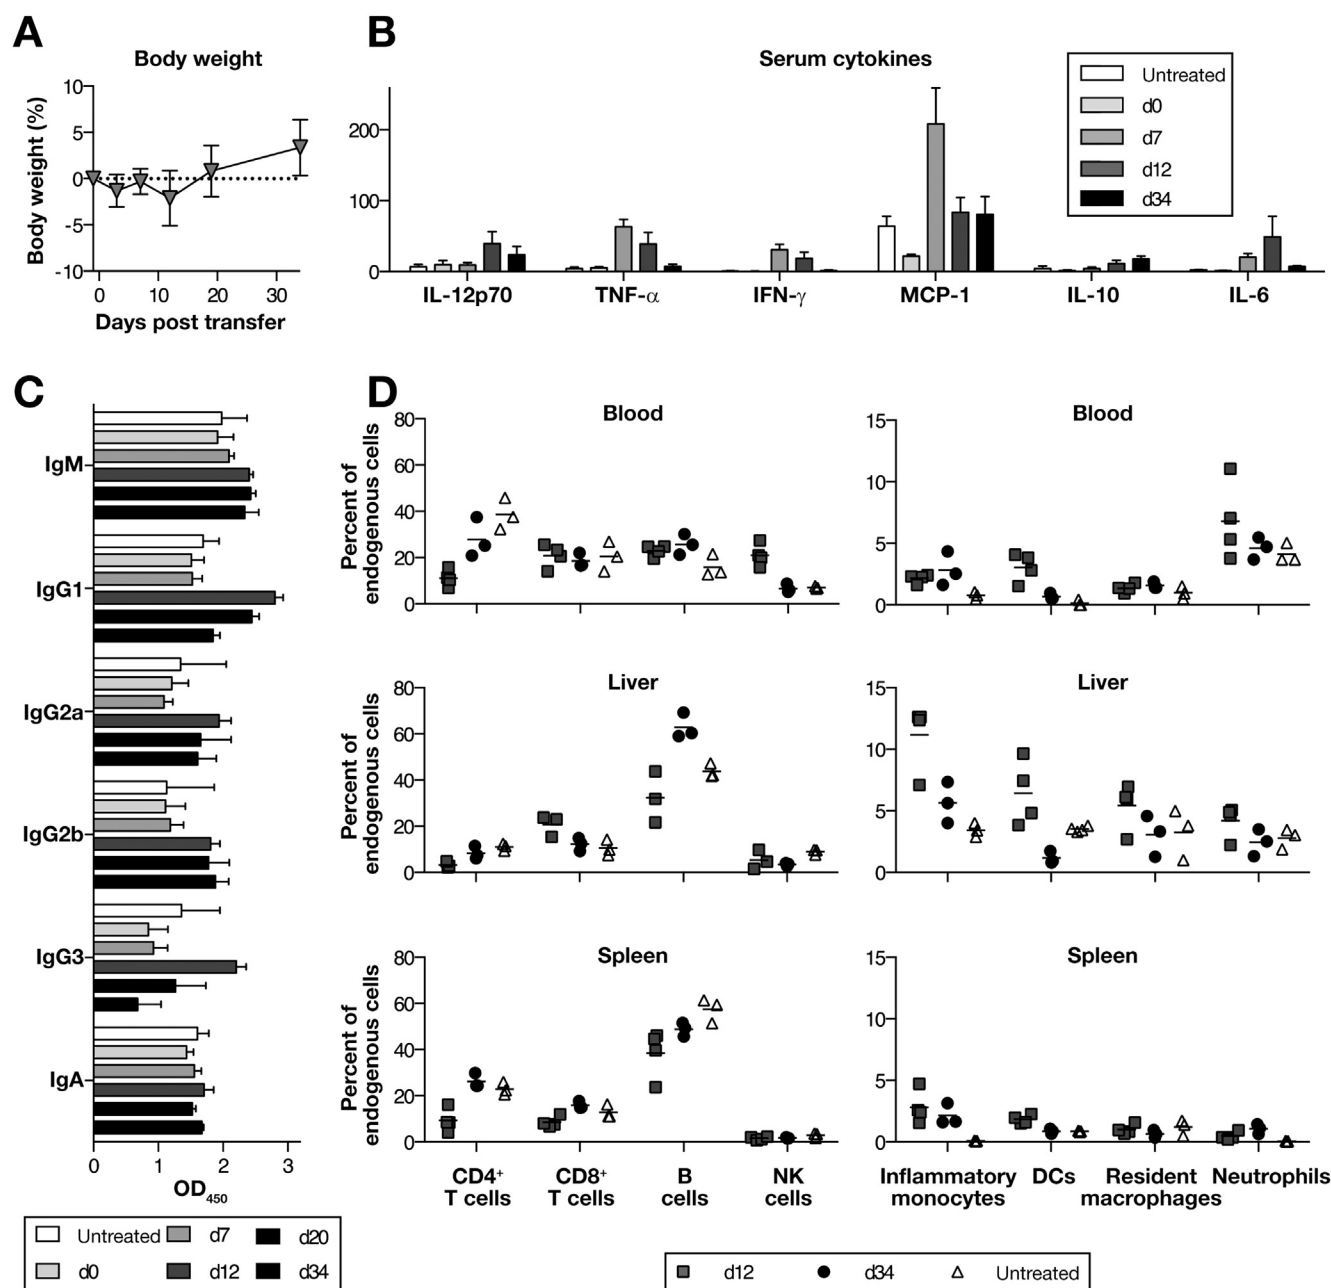 A
Body weight
Body weight (%)
10
5
0
-5
-10
0 10 20 30
Days post transfer
B
Serum cytokines
200
100
0
IL-12p70 TNF-α IFN-γ MCP-1 IL-10 IL-6
Untreated
d0
d7
d12
d34
C
IgM
IgG1
IgG2a
IgG2b
IgG3
IgA
0 1 2 3
OD450
Untreated d7 d20
d0 d12 d34
D
Blood
Percent of
endogenous cells
80
60
40
20
0
Blood
15
10
5
0
Liver
Percent of
endogenous cells
80
60
40
20
0
Liver
15
10
5
0
Spleen
Percent of
endogenous cells
80
60
40
20
0
CD4+
T cells
CD8+
T cells
B
cells
NK
cells
Spleen
15
10
5
0
Inflammatory
monocytes
DCs
Resident
macrophages
Neutrophils
d12 d34 Untreated